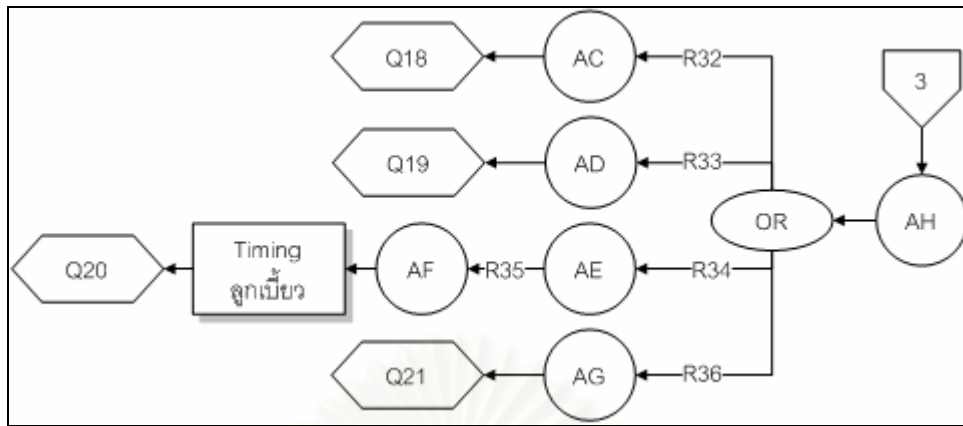 Q18
AC
R32
3
Q19
AD
R33
OR
AH
Q20
Timing
ลูกเบี้ยว
AF
R35
AE
R34
Q21
AG
R36